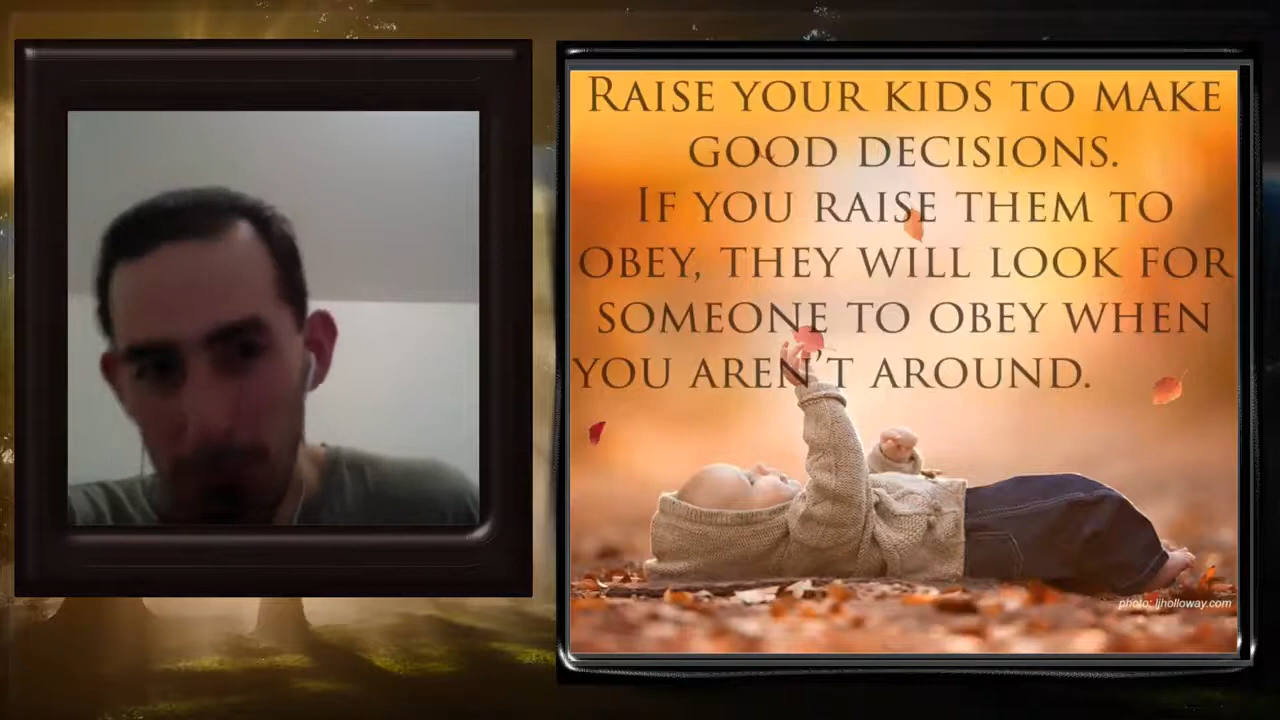 RAISE YOUR KIDS TO MAKE
GOOD DECISIONS.
IF YOU RAISE THEM TO
OBEY, THEY WILL LOOK FOR
SOMEONE TO OBEY WHEN
YOU AREN'T AROUND.
photo: ljholloway.com